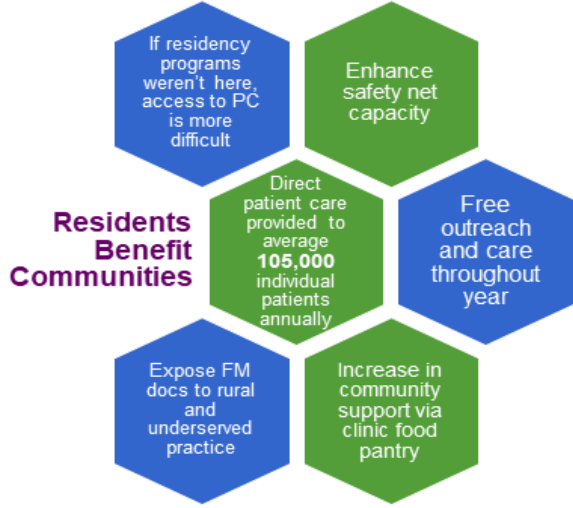 If residency
programs
weren't here,
access to PC
is more
difficult
Enhance
safety net
capacity
Residents
Benefit
Communities
Direct
patient care
provided to
average
105,000
individual
patients
annually
Free
outreach
and care
throughout
year
Expose FM
docs to rural
and
underserved
practice
Increase in
community
support via
clinic food
pantry